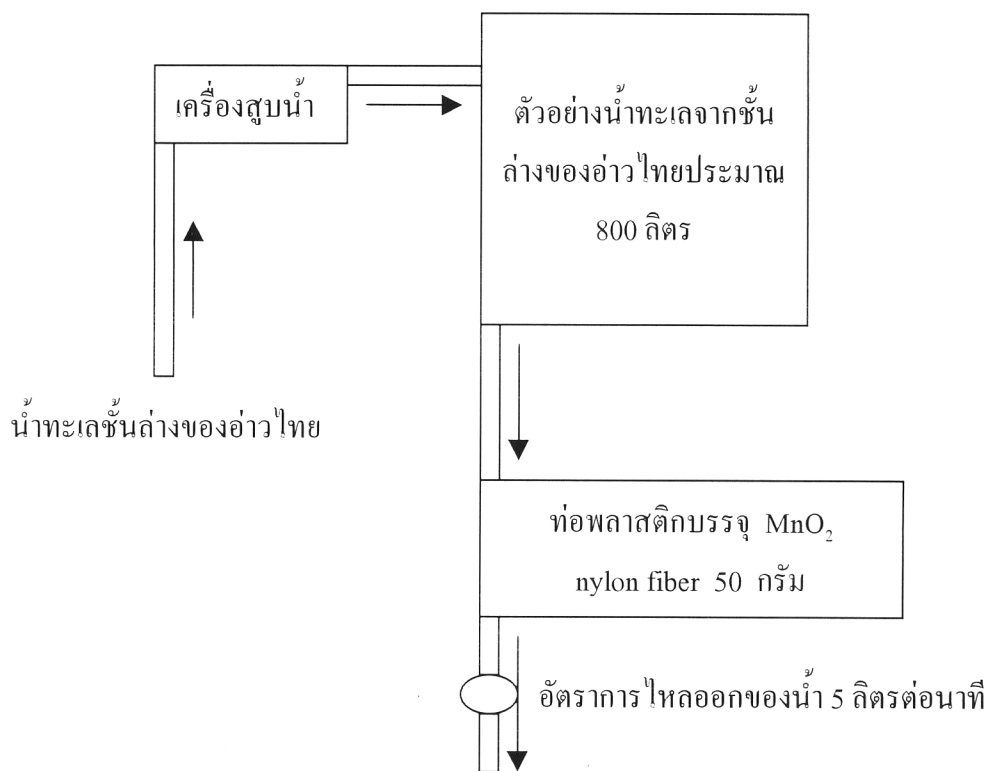 เครื่องสูบน้ำ
ตัวอย่างน้ำทะเลจากชั้น
ล่างของอ่าวไทยประมาณ
800 ลิตร
น้ำทะเลชั้นล่างของอ่าวไทย
ท่อพลาสติกบรรจุ MnO₂
nylon fiber 50 กรัม
อัตราการไหลออกของน้ำ 5 ลิตรต่อนาที